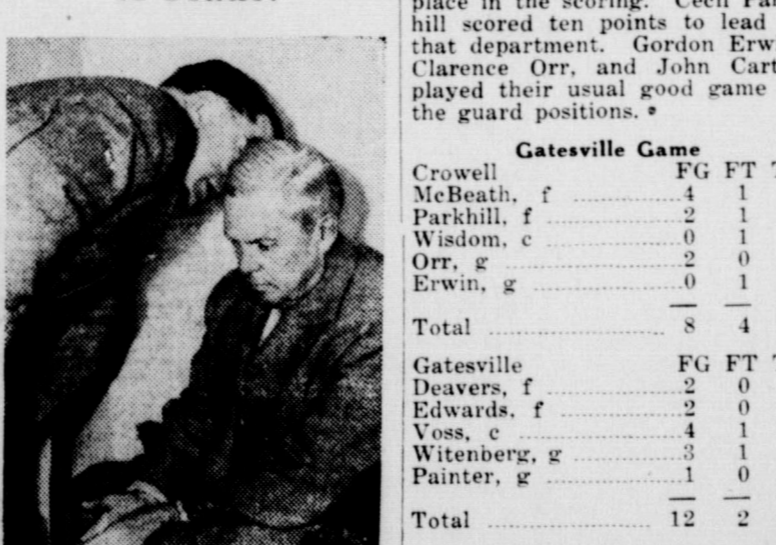 place in the scoring. Cecil
hill scored ten points to lead
that department. Gordon
Clarence Orr, and John
played their usual good game
the guard positions.
Gatesville Game
Crowell FG FT
McBeath, f 4 1
Parkhill, f 2 1
Wisdom, c 0 1
Orr, g 2 0
Erwin, g 0 1
Total 8 4
Gatesville FG FT
Deavers, f 2 0
Edwards, f 2 0
Voss, c 4 1
Witenberg, g 3 1
Painter, g 1 0
Total 12 2